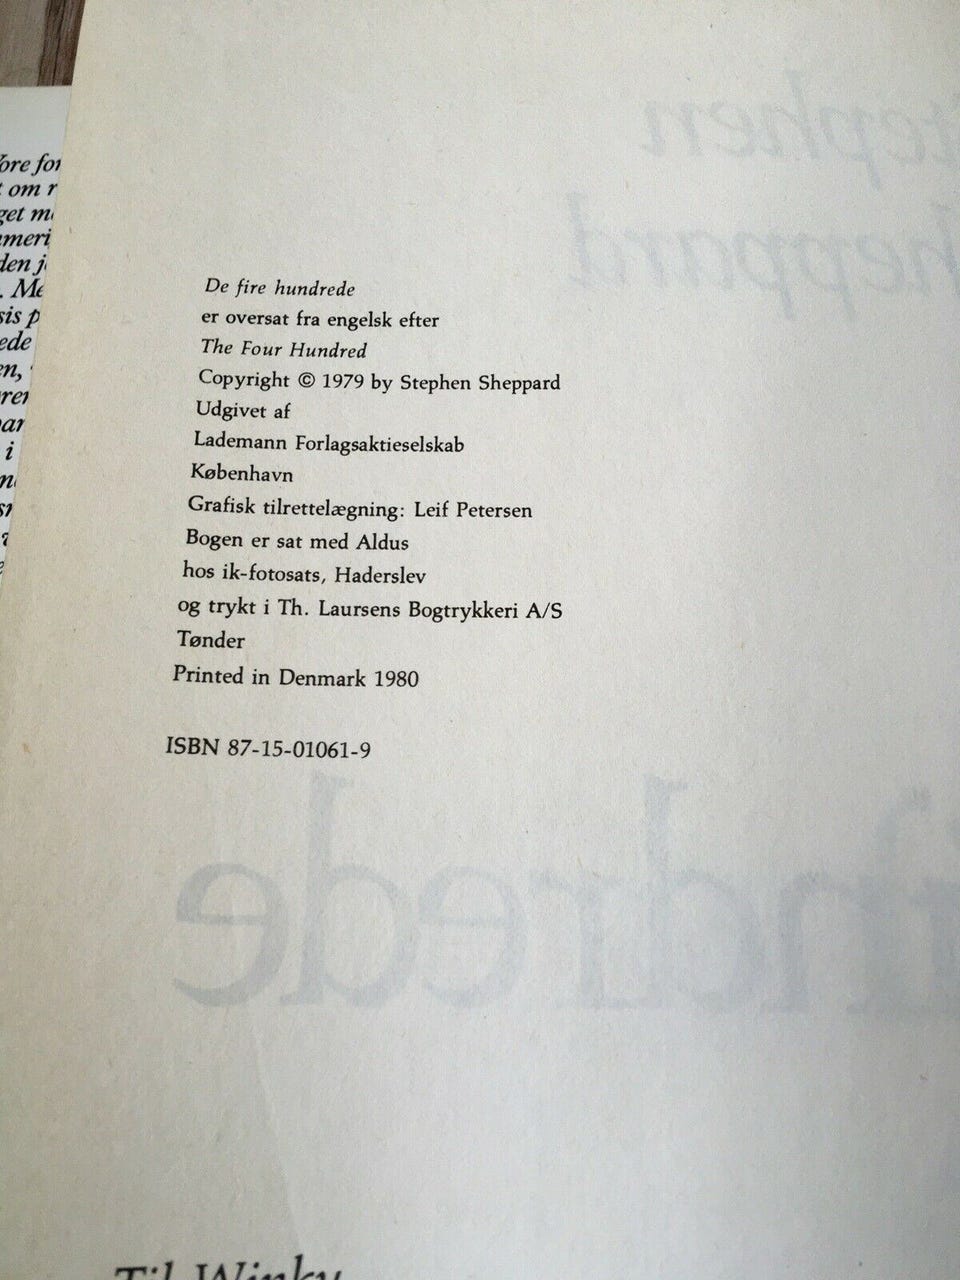 De fire hundrede
er oversat fra engelsk efter
The Four Hundred
Copyright © 1979 by Stephen Sheppard
Udgivet af
Lademann Forlagsaktieselskab
København
Grafisk tilrettelægning: Leif Petersen
Bogen er sat med Aldus
hos ik-fotosats, Haderslev
og trykt i Th. Laursens Bogtrykkeri A/S
Tønder
Printed in Denmark 1980
ISBN 87-15-01061-9
Til Winky